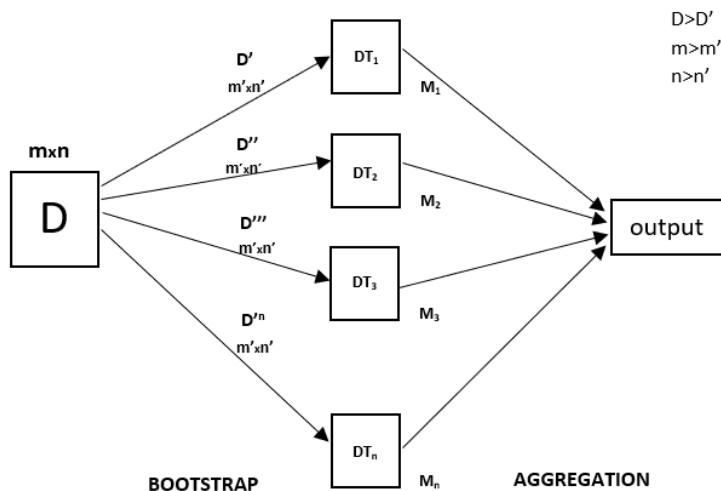 D>D'
m>m'
n>n'
D'
m'xn'
DT₁
M₁
mxn
D
D''
m'xn'
DT₂
M₂
D'''
m'xn'
DT₃
M₃
output
D'ⁿ
m'xn'
DTₙ
Mₙ
BOOTSTRAP
AGGREGATION